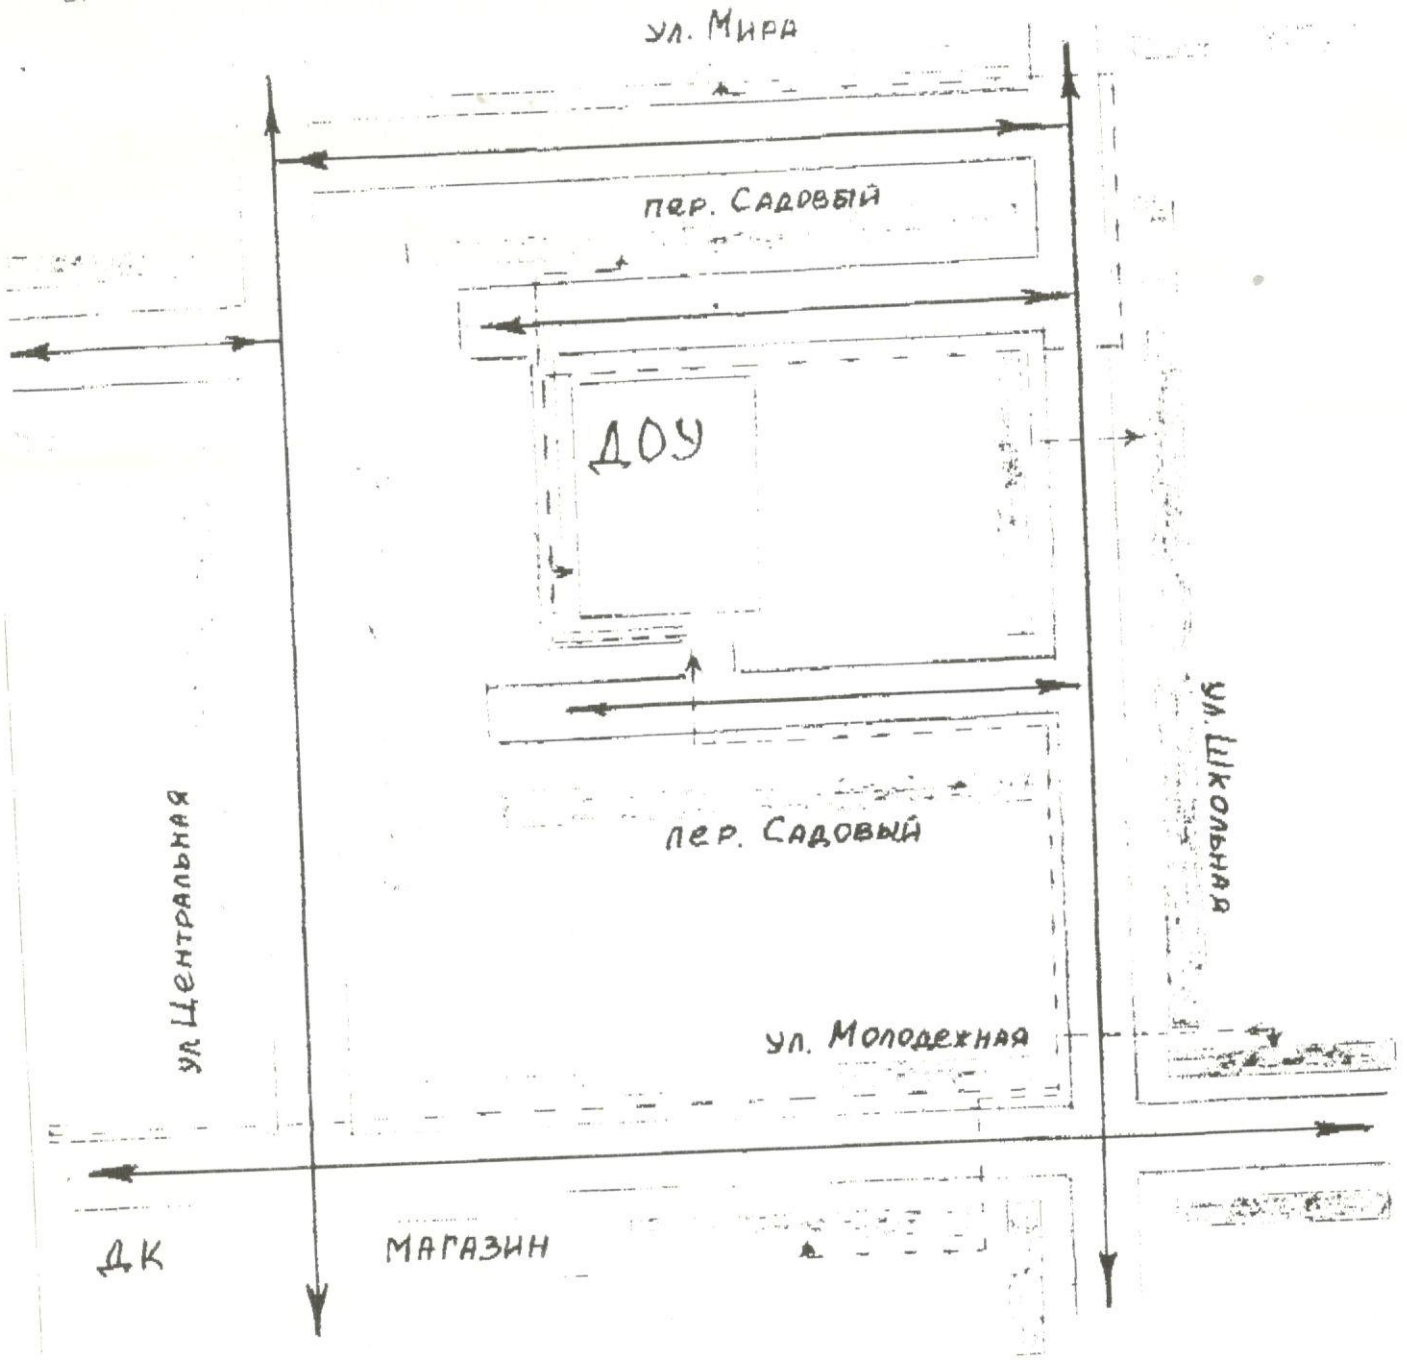 ул. Мира
пер. Садовый
ДОУ
ул. Школьная
пер. Садовый
ул Центральная
ул. Молодежная
ДК
МАГАЗИН